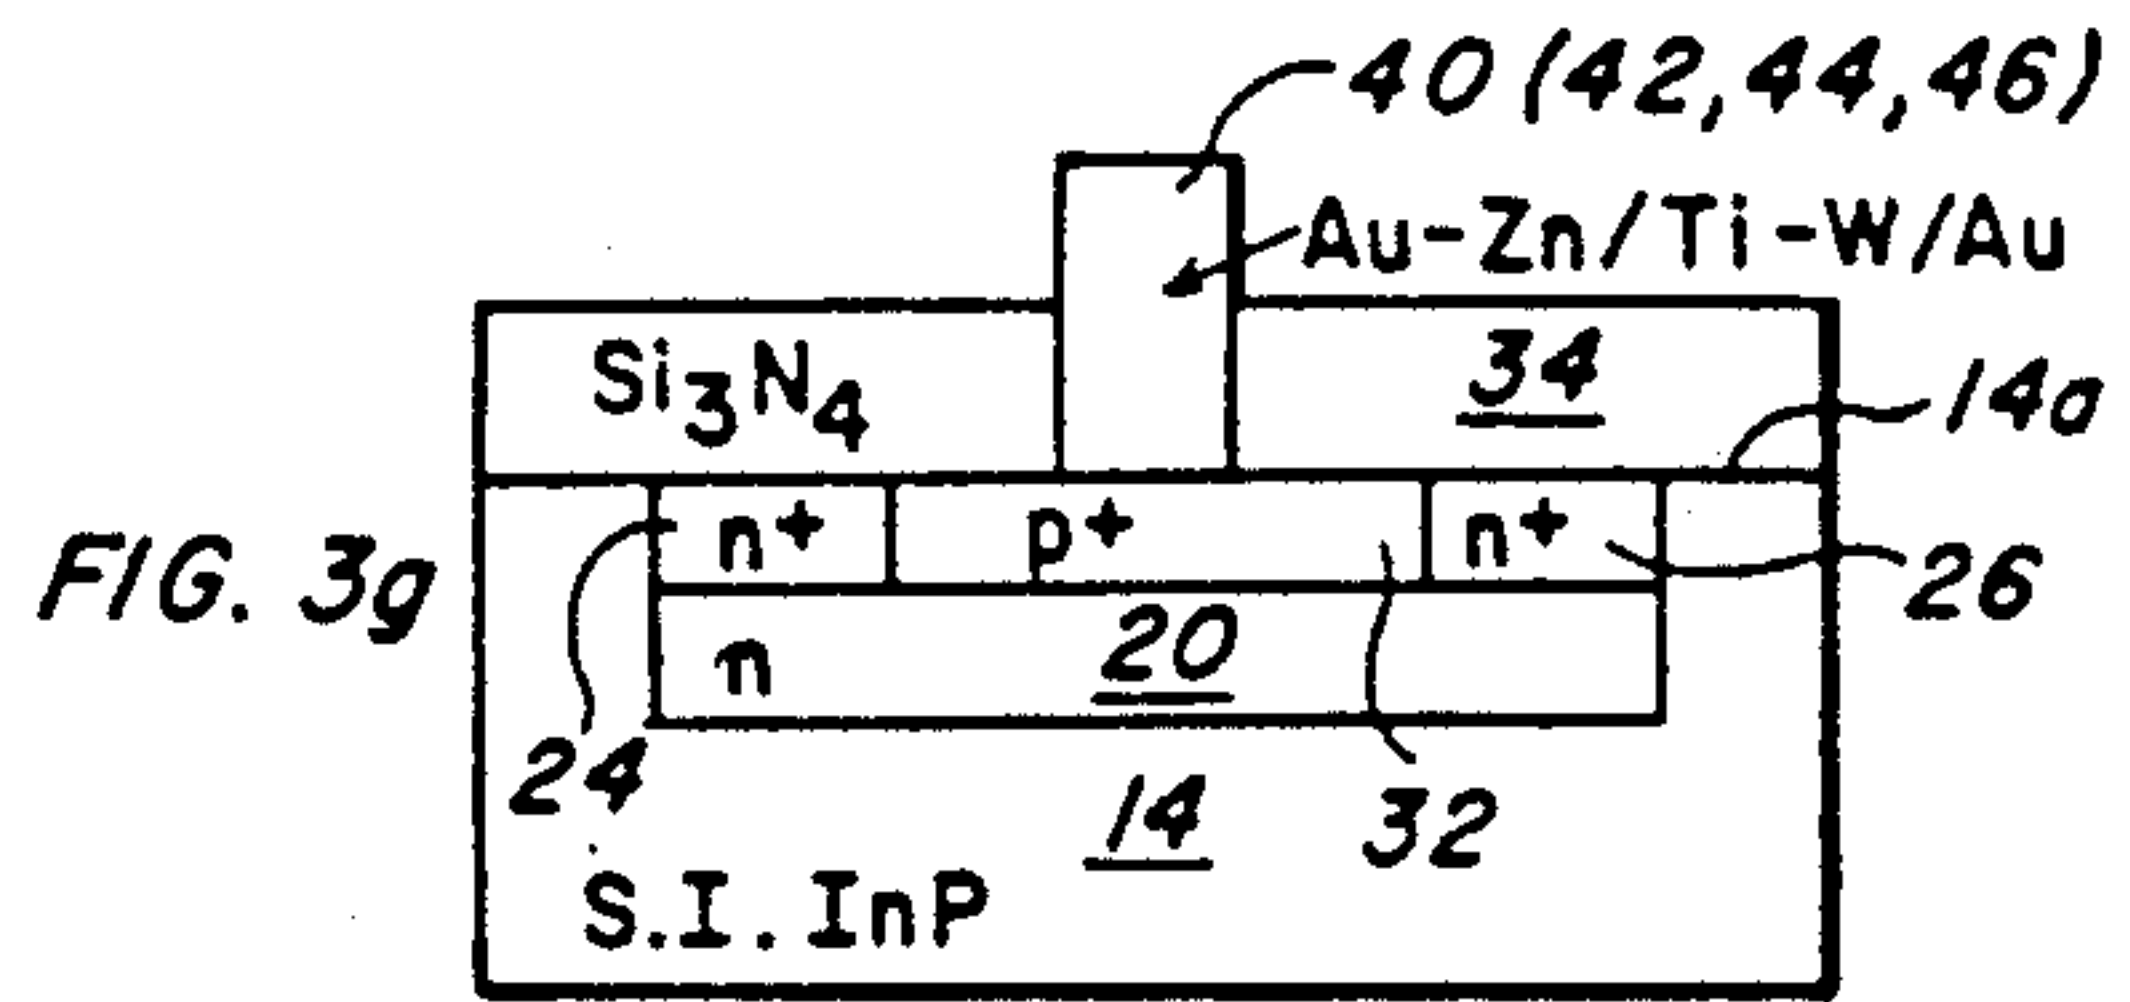 40 (42, 44, 46)
Au-Zn/Ti-W/Au
Si3N4
34
14a
n+
p+
n+
FIG. 3g
26
n
20
24
14
32
S.I. InP